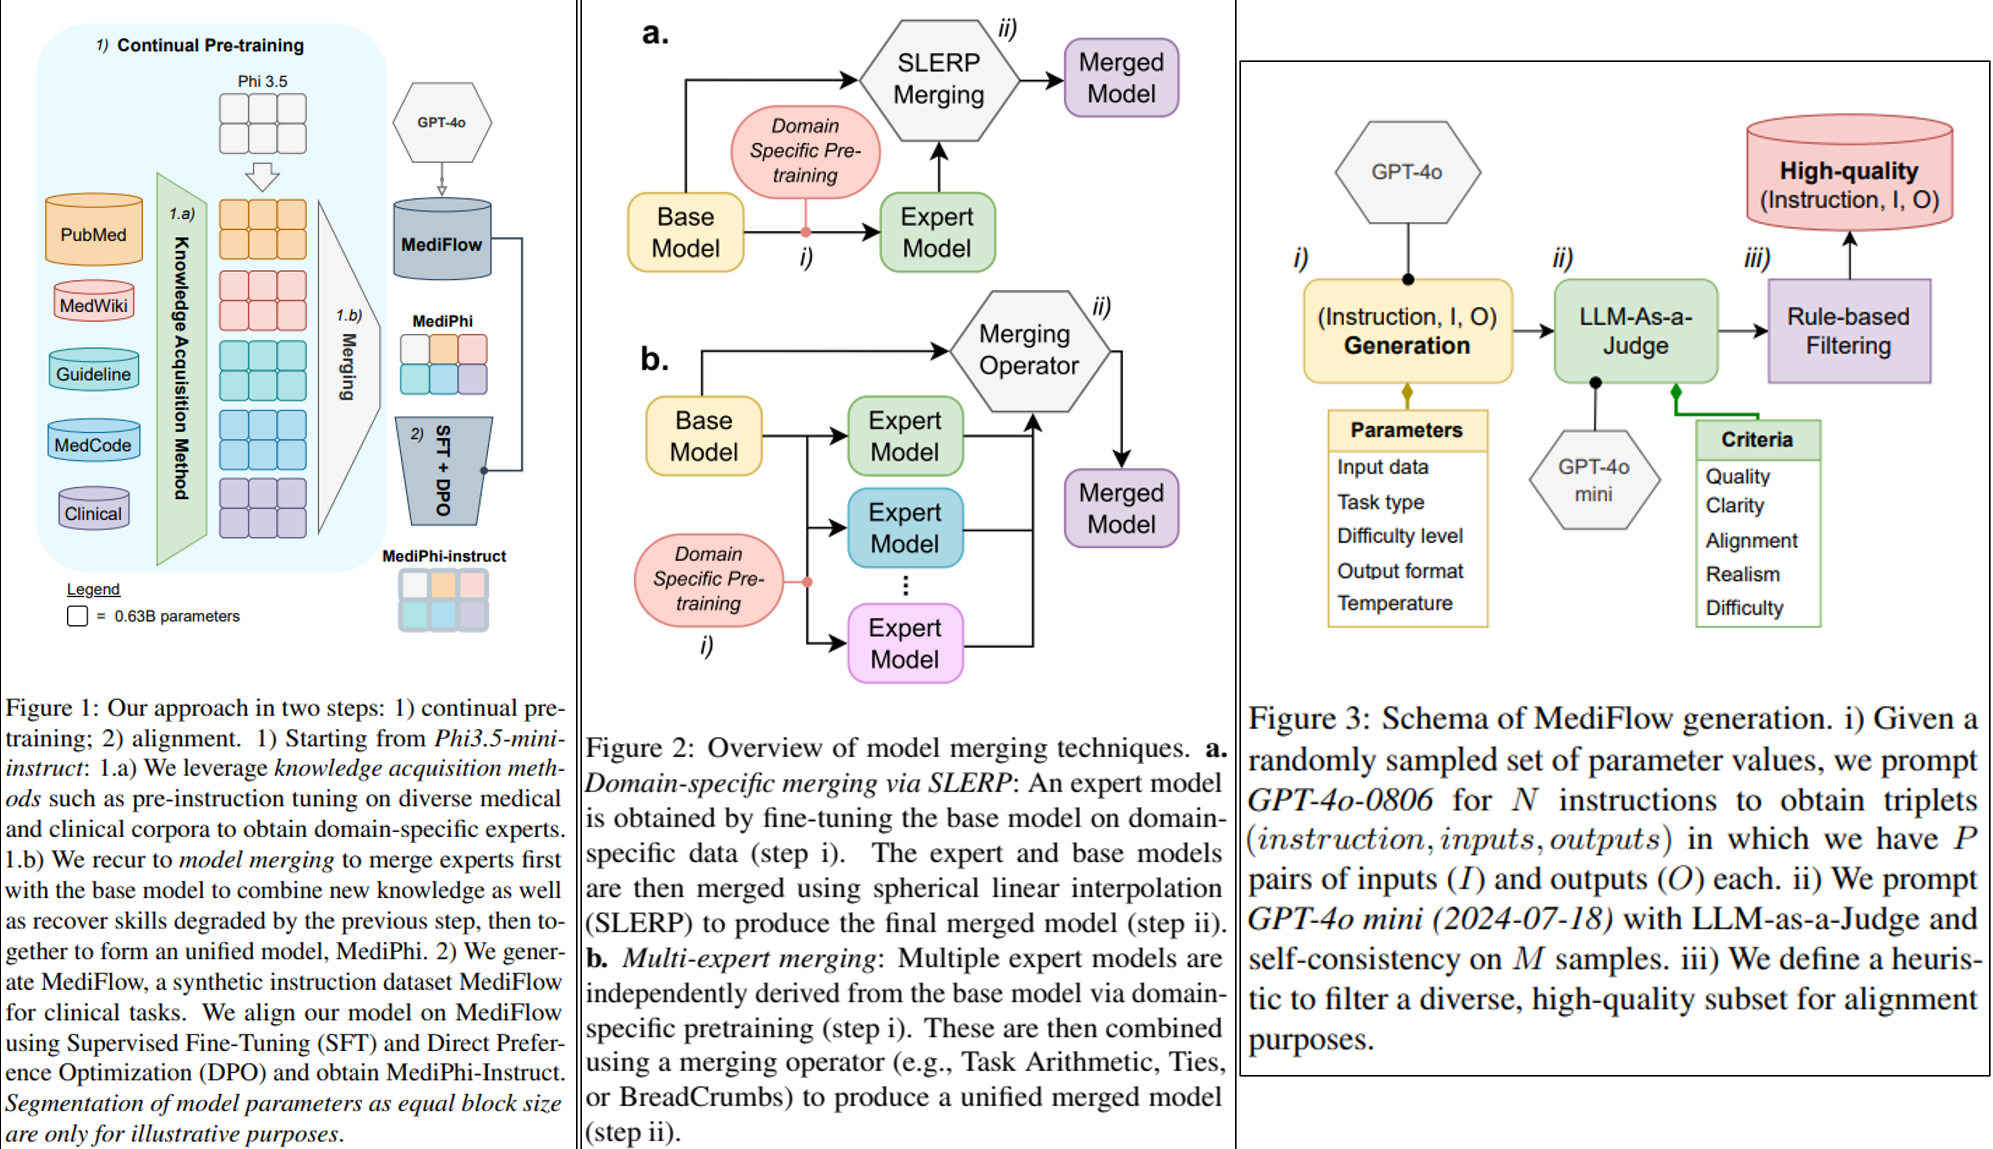 1) Continual Pre-training
Phi 3.5
GPT-4o
1.a)
Knowledge Acquisition Method
PubMed
MedWiki
Guideline
MedCode
Clinical
1.b)
Merging
MediFlow
MediPhi
2)
SFT + DPO
MediPhi-instruct
Legend
= 0.63B parameters
Figure 1: Our approach in two steps: 1) continual pre-
training; 2) alignment. 1) Starting from Phi3.5-mini-
instruct: 1.a) We leverage knowledge acquisition meth-
ods such as pre-instruction tuning on diverse medical
and clinical corpora to obtain domain-specific experts.
1.b) We recur to model merging to merge experts first
with the base model to combine new knowledge as well
as recover skills degraded by the previous step, then to-
gether to form an unified model, MediPhi. 2) We gener-
ate MediFlow, a synthetic instruction dataset MediFlow
for clinical tasks. We align our model on MediFlow
using Supervised Fine-Tuning (SFT) and Direct Prefer-
ence Optimization (DPO) and obtain MediPhi-Instruct.
Segmentation of model parameters as equal block size
are only for illustrative purposes.
a.
ii)
SLERP
Merging
Merged
Model
Domain
Specific Pre-
training
Base
Model
Expert
Model
i)
b.
ii)
Merging
Operator
Base
Model
Expert
Model
Expert
Model
Merged
Model
Domain
Specific Pre-
training
⋮
Expert
Model
i)
Figure 2: Overview of model merging techniques. a.
Domain-specific merging via SLERP: An expert model
is obtained by fine-tuning the base model on domain-
specific data (step i). The expert and base models
are then merged using spherical linear interpolation
(SLERP) to produce the final merged model (step ii).
b. Multi-expert merging: Multiple expert models are
independently derived from the base model via domain-
specific pretraining (step i). These are then combined
using a merging operator (e.g., Task Arithmetic, Ties,
or BreadCrumbs) to produce a unified merged model
(step ii).
GPT-4o
High-quality
(Instruction, I, O)
i)
ii)
iii)
(Instruction, I, O)
Generation
LLM-As-a-
Judge
Rule-based
Filtering
Parameters
Input data
Task type
Difficulty level
Output format
Temperature
GPT-4o
mini
Criteria
Quality
Clarity
Alignment
Realism
Difficulty
Figure 3: Schema of MediFlow generation. i) Given a
randomly sampled set of parameter values, we prompt
GPT-4o-0806 for N instructions to obtain triplets
(instruction, inputs, outputs) in which we have P
pairs of inputs (I) and outputs (O) each. ii) We prompt
GPT-4o mini (2024-07-18) with LLM-as-a-Judge and
self-consistency on M samples. iii) We define a heuris-
tic to filter a diverse, high-quality subset for alignment
purposes.